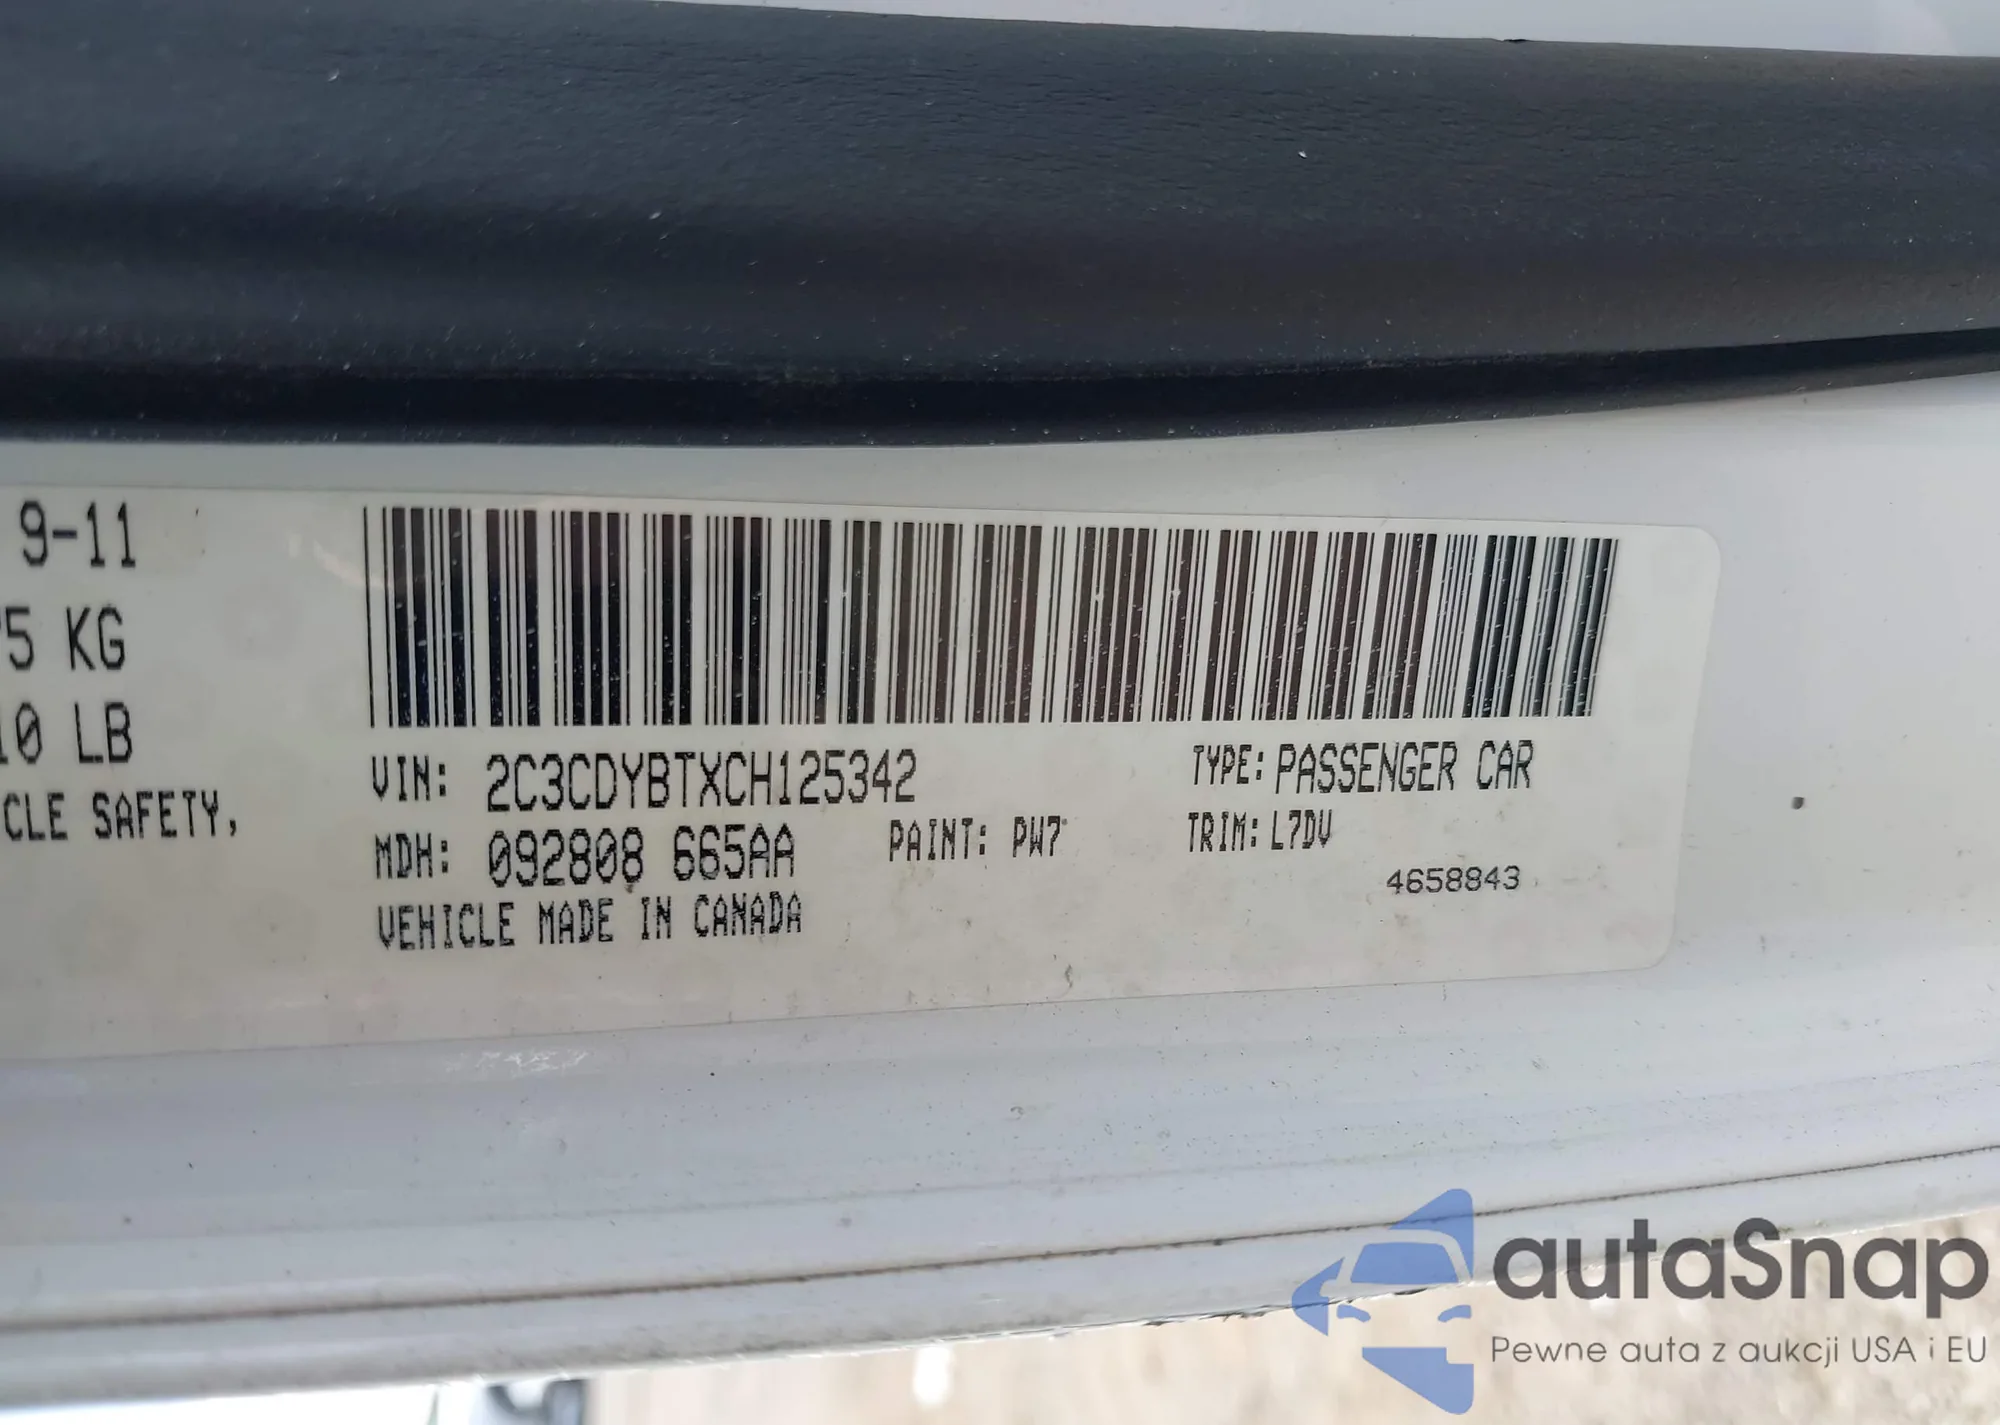 9-11
5 KG
10 LB
CLE SAFETY,
VIN: 2C3CDYBTXCH125342
TYPE: PASSENGER CAR
MDH: 092808 665AA
PAINT: PW7
TRIM: L7DV
4658843
VEHICLE MADE IN CANADA
autaSnap
Pewne auta z aukcji USA i EU